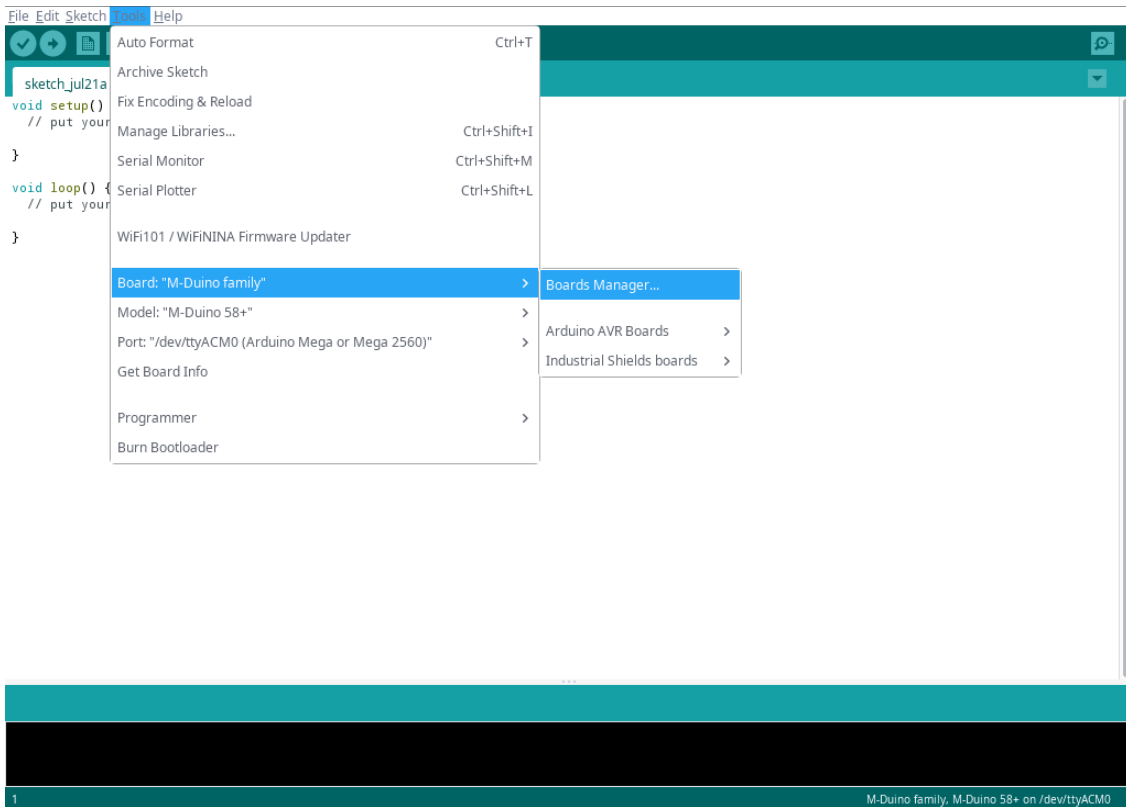 File Edit Sketch Tools Help
sketch_jul21a
void setup()
// put your
}
void loop() {
// put your
}
Auto Format Ctrl+T
Archive Sketch
Fix Encoding & Reload
Manage Libraries... Ctrl+Shift+I
Serial Monitor Ctrl+Shift+M
Serial Plotter Ctrl+Shift+L
WiFi101 / WiFiNINA Firmware Updater
Board: "M-Duino family"
Model: "M-Duino 58+"
Port: "/dev/ttyACM0 (Arduino Mega or Mega 2560)"
Get Board Info
Programmer
Burn Bootloader
Boards Manager...
Arduino AVR Boards
Industrial Shields boards
1 M-Duino family, M-Duino 58+ on /dev/ttyACM0